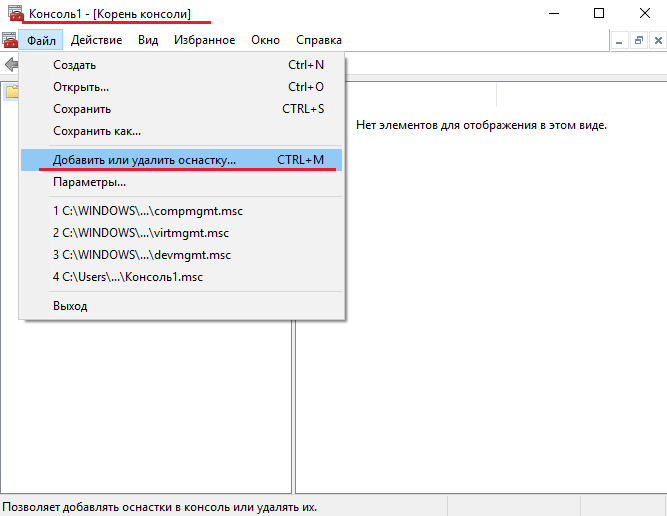 Консоль1 - [Корень консоли]
Файл Действие Вид Избранное Окно Справка
Создать Ctrl+N
Открыть... Ctrl+O
Сохранить CTRL+S
Сохранить как...
Добавить или удалить оснастку... CTRL+M
Параметры...
1 C:\WINDOWS\...\compmgmt.msc
2 C:\WINDOWS\...\virtmgmt.msc
3 C:\WINDOWS\...\devmgmt.msc
4 C:\Users\...\Консоль1.msc
Выход
Нет элементов для отображения в этом виде.
Позволяет добавлять оснастки в консоль или удалять их.